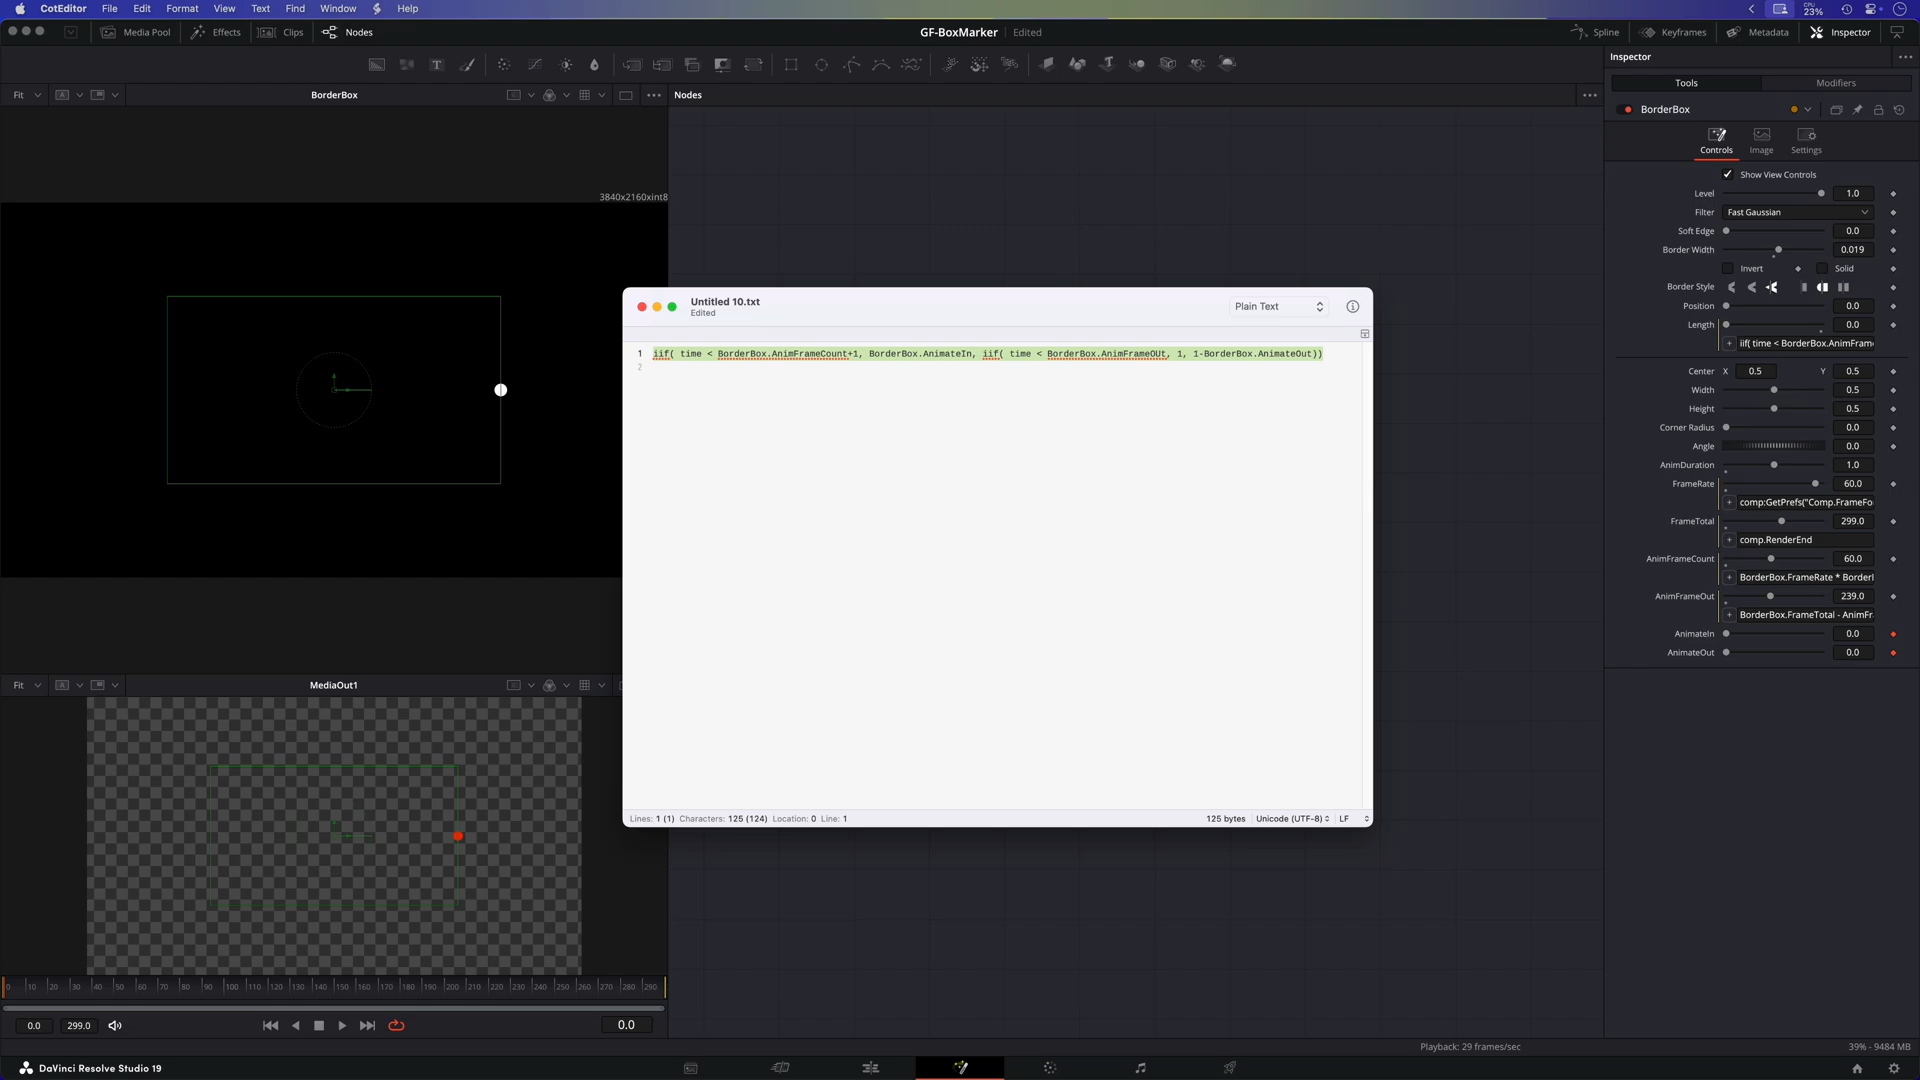 CotEditor File Edit Format View Text Find Window Help CPU 23%
Media Pool Effects Clips Nodes GF-BoxMarker Edited Spline Keyframes Metadata Inspector
Inspector
Tools Modifiers
Fit BorderBox Nodes
BorderBox
Controls Image Settings
Show View Controls
3840x2160xint8
Level 1.0
Filter Fast Gaussian
Soft Edge 0.0
Border Width 0.019
Invert Solid
Border Style
Position 0.0
Length 0.0
iif( time < BorderBox.AnimFrame
Center X 0.5 Y 0.5
Width 0.5
Height 0.5
Corner Radius 0.0
Angle 0.0
AnimDuration 1.0
FrameRate 60.0
comp:GetPrefs("Comp.FrameFo
FrameTotal 299.0
comp.RenderEnd
AnimFrameCount 60.0
BorderBox.FrameRate * Border
AnimFrameOut 239.0
BorderBox.FrameTotal - AnimFr
AnimateIn 0.0
AnimateOut 0.0
Untitled 10.txt
Edited
Plain Text
1 iif( time < BorderBox.AnimFrameCount+1, BorderBox.AnimateIn, iif( time < BorderBox.AnimFrameOUt, 1, 1-BorderBox.AnimateOut))
2
Lines: 1 (1) Characters: 125 (124) Location: 0 Line: 1 125 bytes Unicode (UTF-8) LF
Fit MediaOut1
0 10 20 30 40 50 60 70 80 90 100 110 120 130 140 150 160 170 180 190 200 210 220 230 240 250 260 270 280 290
0.0 299.0 0.0
Playback: 29 frames/sec 39% - 9484 MB
DaVinci Resolve Studio 19